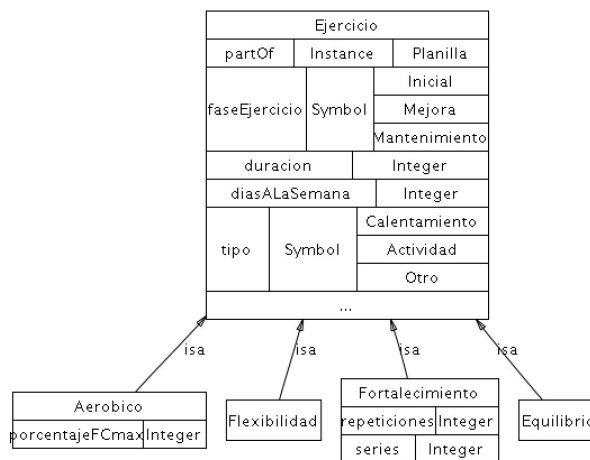 Ejercicio
partOf Instance Planilla
faseEjercicio Symbol Inicial
Mejora
Mantenimiento
duracion Integer
diasALaSemana Integer
tipo Symbol Calentamiento
Actividad
Otro
...
isa isa isa isa
Aerobico
porcentajeFCmax Integer
Flexibilidad
Fortalecimiento
repeticiones Integer
series Integer
Equilibrio